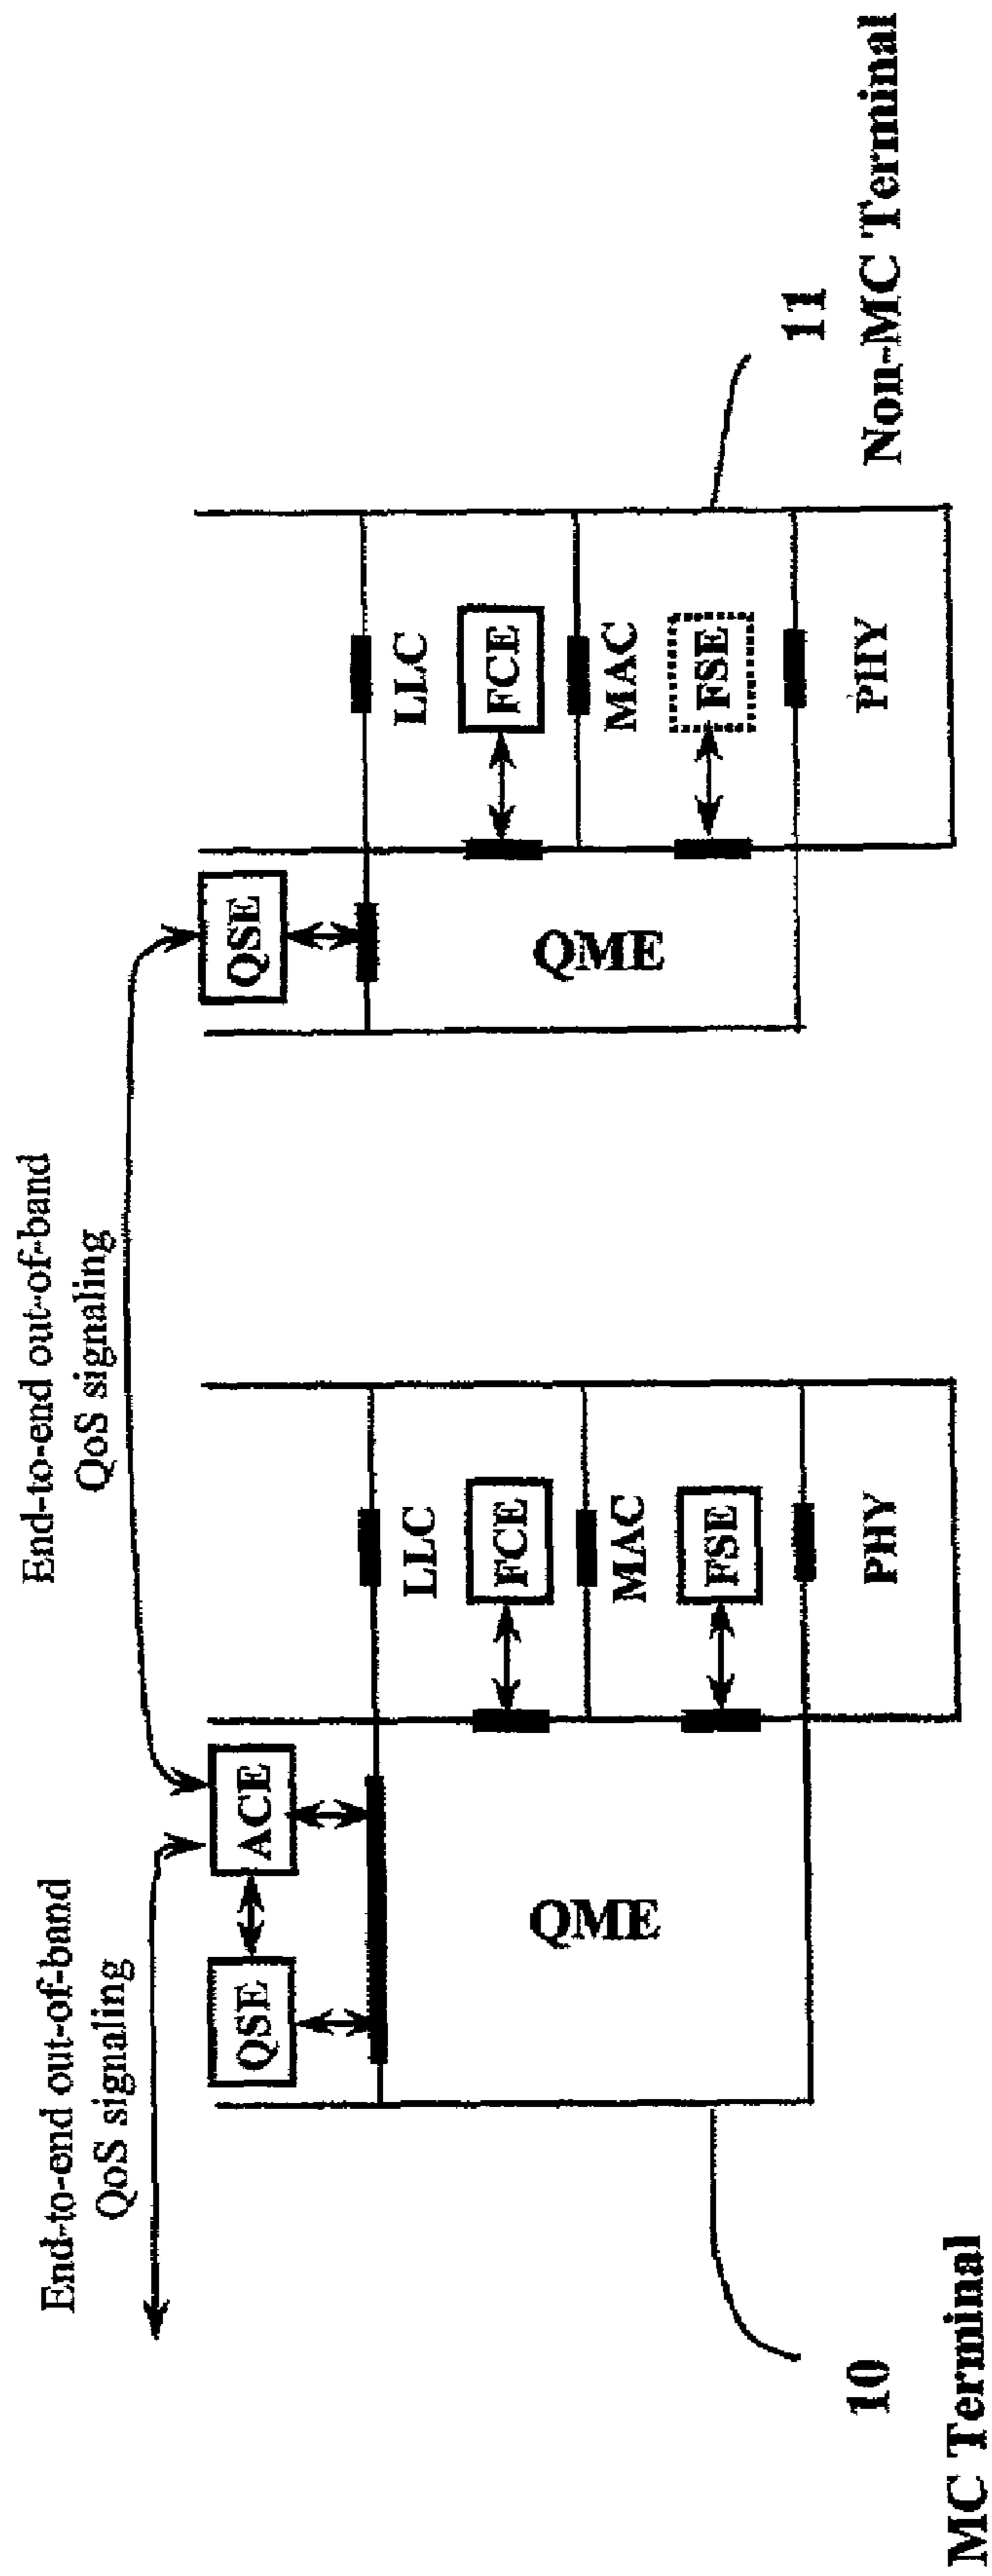 End-to-end out-of-band
QoS signaling
End-to-end out-of-band
QoS signaling
QSE
ACE
QME
LLC
FCE
MAC
FSE
PHY
10
MC Terminal
QSE
QME
LLC
FCE
MAC
FSE
PHY
11
Non-MC Terminal